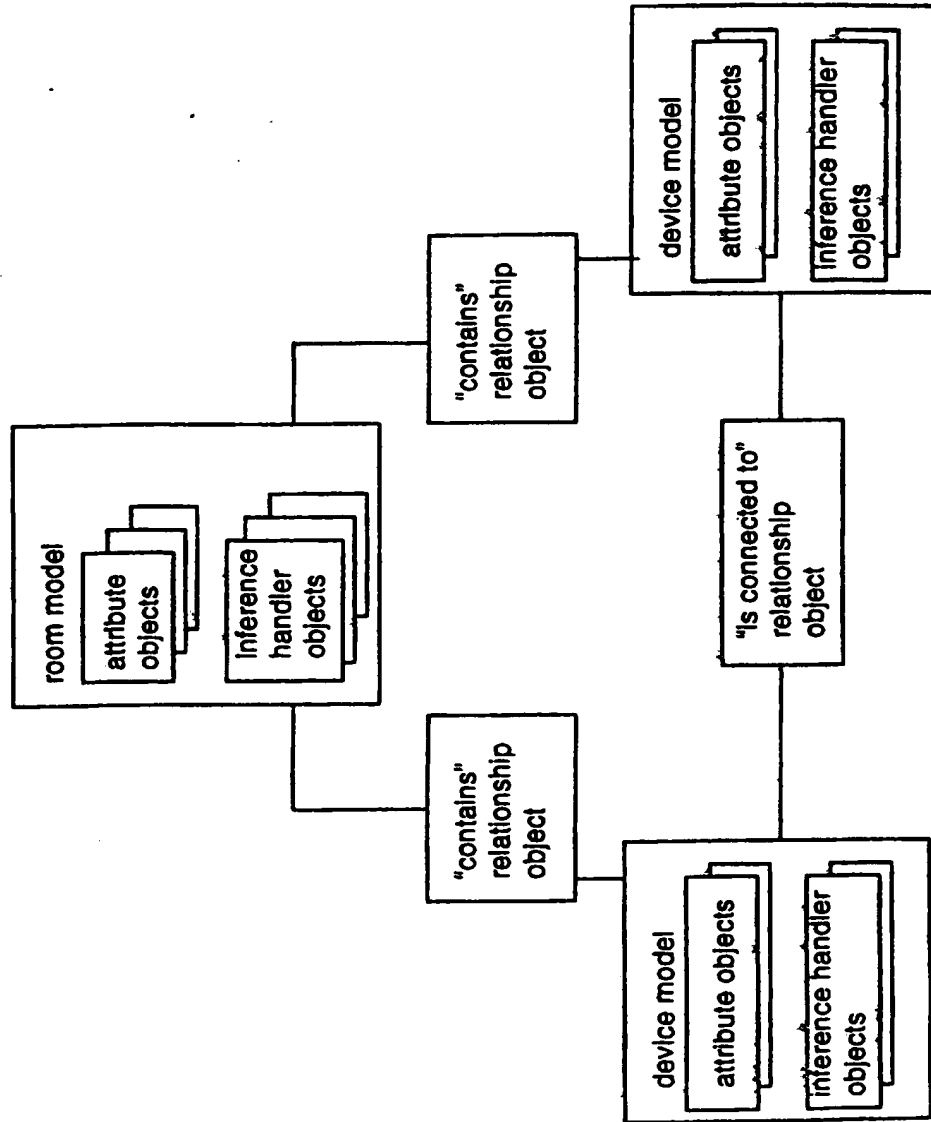 room model
attribute
objects
Inference
handler
objects
"contains"
relationship
object
"contains"
relationship
object
device model
attribute objects
inference handler
objects
"is connected to"
relationship
object
device model
attribute objects
inference handler
objects